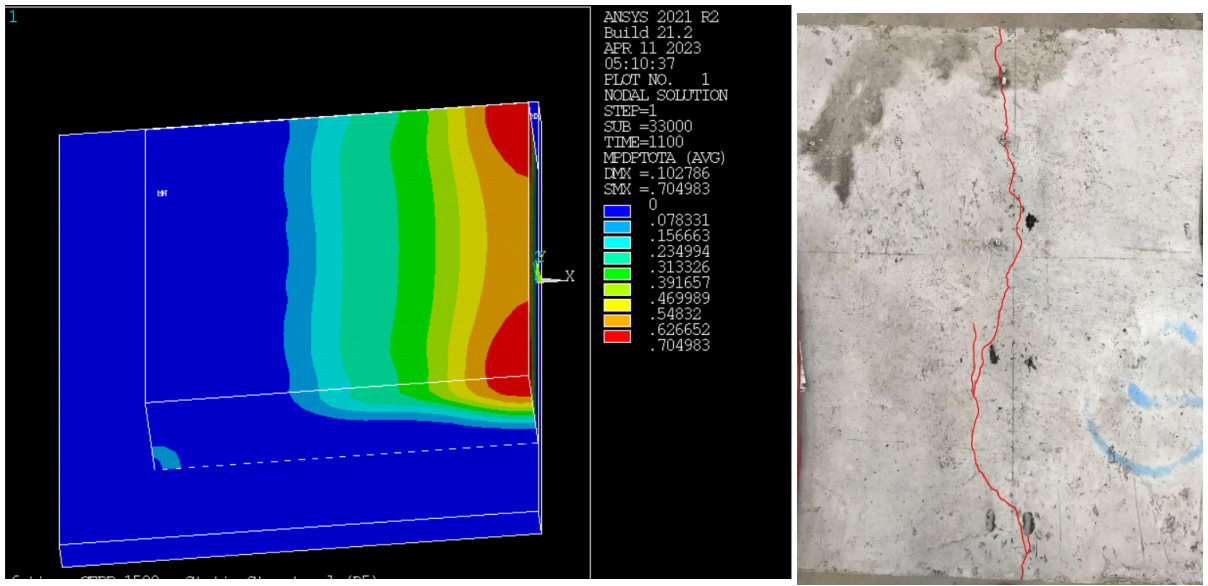 1
ANSYS 2021 R2
Build 21.2
APR 11 2023
05:10:37
PLOT NO. 1
NODAL SOLUTION
STEP=1
SUB =33000
TIME=1100
MPDPTOTA (AVG)
DMX =.102786
SMX =.704983
0
.078331
.156663
.234994
.313326
.391657
.469989
.54832
.626652
.704983
MN
X